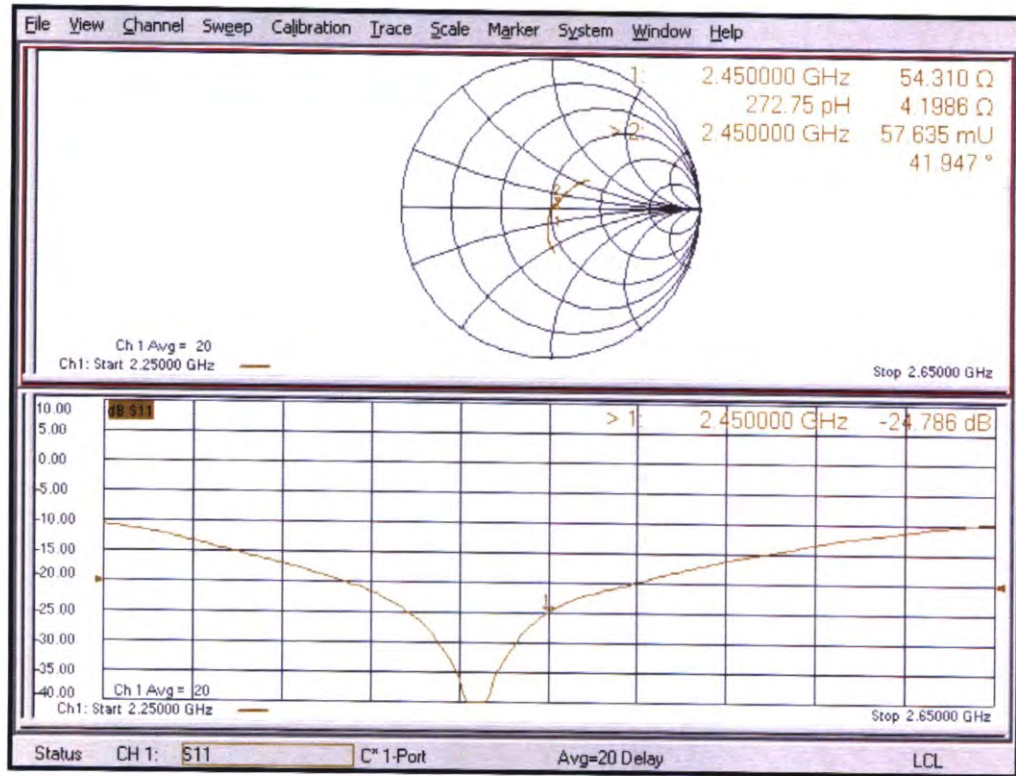 File View Channel Sweep Calibration Trace Scale Marker System Window Help
1: 2.450000 GHz 54.310 Ω
272.75 pH 4.1986 Ω
> 2: 2.450000 GHz 57.635 mU
41.947 °
2
1
Ch 1 Avg = 20
Ch1: Start 2.25000 GHz
Stop 2.65000 GHz
10.00
dB S11
> 1: 2.450000 GHz -24.786 dB
5.00
0.00
-5.00
-10.00
-15.00
-20.00
1
-25.00
-30.00
-35.00
-40.00
Ch 1 Avg = 20
Ch1: Start 2.25000 GHz
Stop 2.65000 GHz
Status CH 1: S11 C* 1-Port Avg=20 Delay LCL